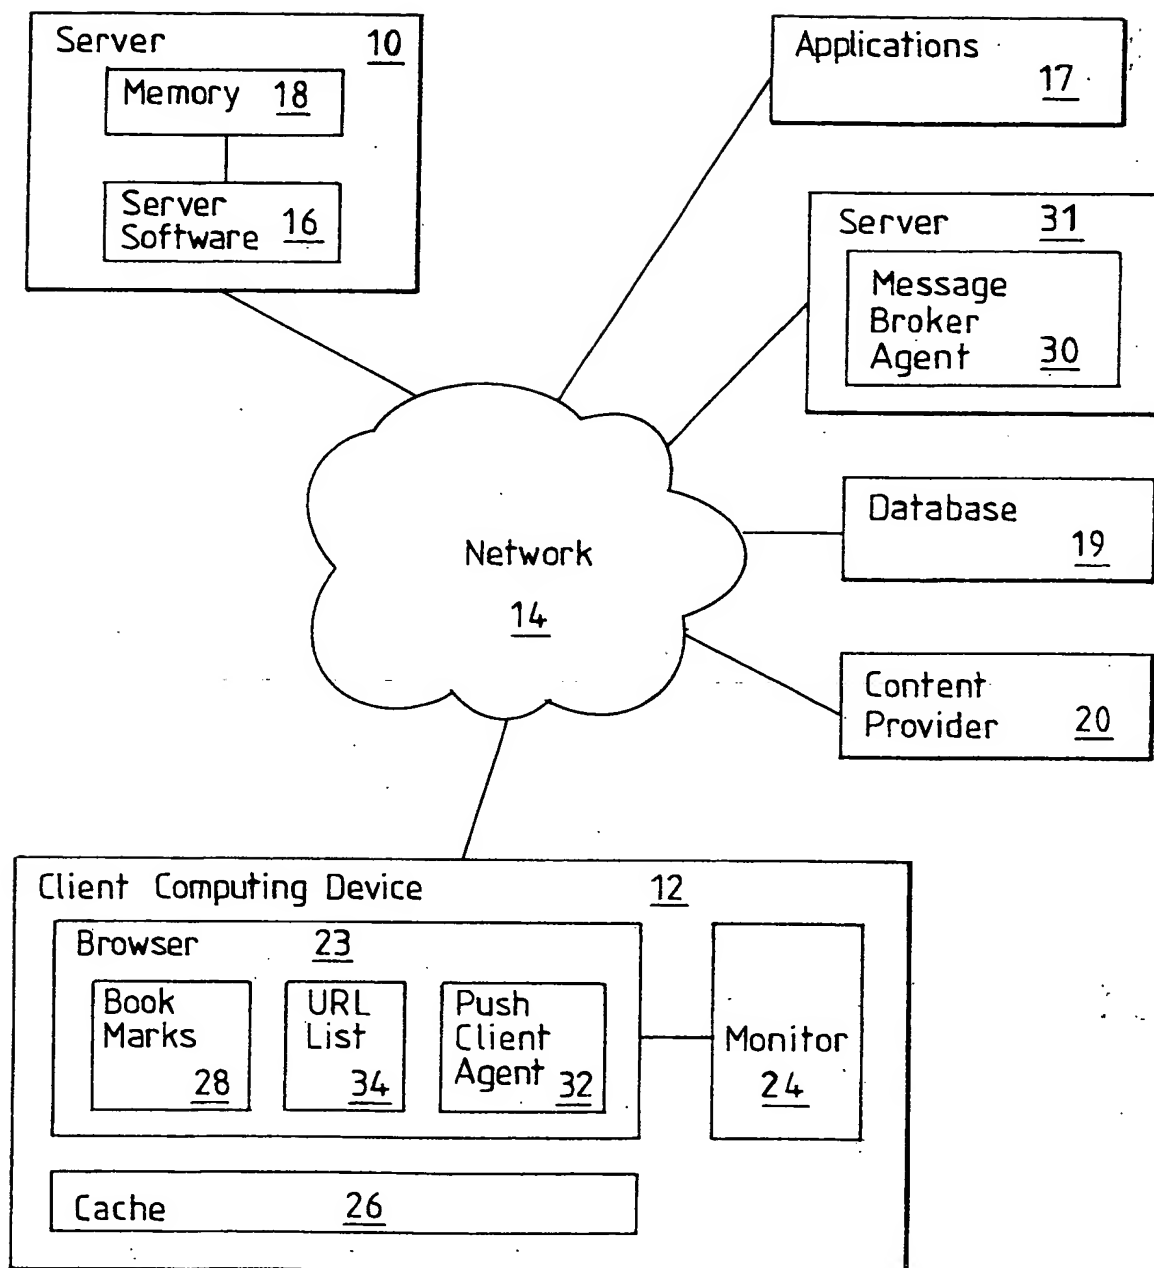 Server 10
Memory 18
Server
Software 16
Applications
17
Server 31
Message
Broker
Agent 30
Database
19
Content
Provider 20
Network
14
Client Computing Device 12
Browser 23
Book
Marks
28
URL
List
34
Push
Client
Agent 32
Monitor
24
Cache 26